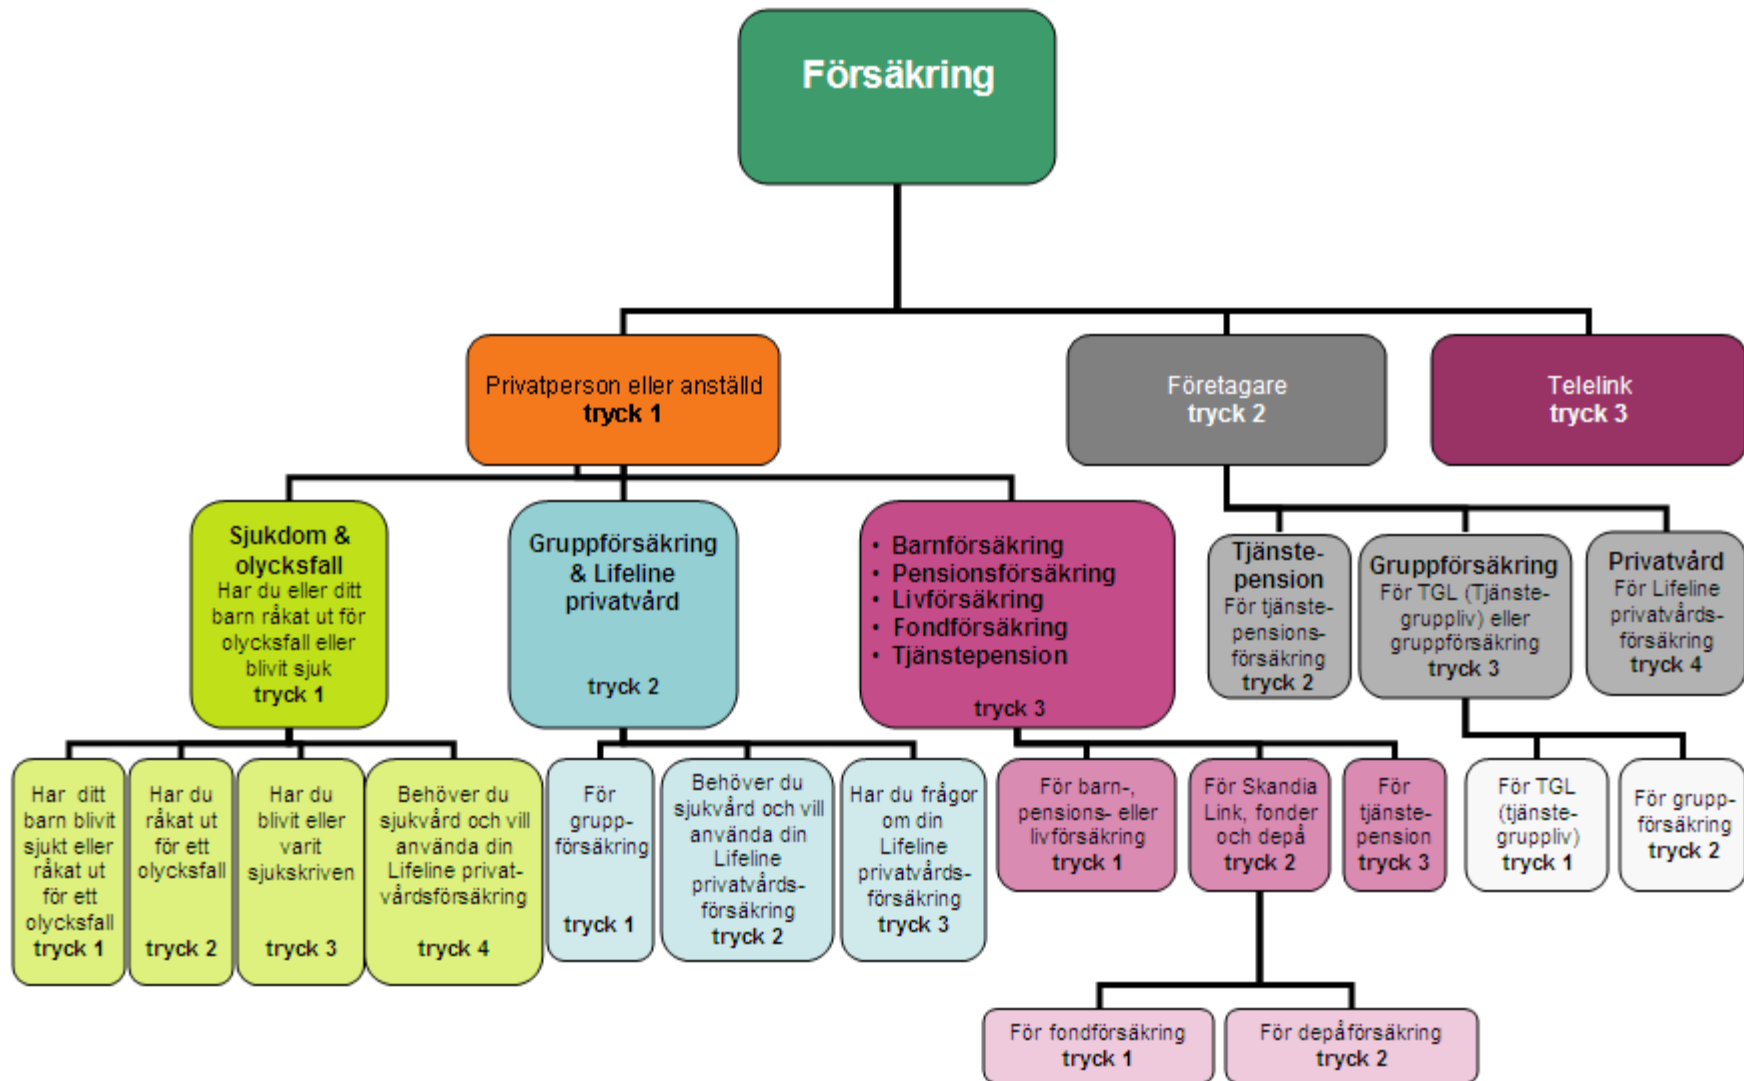 Försäkring
Privatperson eller anställd
tryck 1
Företagare
tryck 2
Telelink
tryck 3
Sjukdom &
olycksfall
Har du eller ditt
barn råkat ut för
olycksfall eller
blivit sjuk
tryck 1
Gruppförsäkring
& Lifeline
privatvård
tryck 2
• Barnförsäkring
• Pensionsförsäkring
• Livförsäkring
• Fondförsäkring
• Tjänstepension
tryck 3
Tjänste-
pension
För tjänste-
pensions-
försäkring
tryck 2
Gruppförsäkring
För TGL (Tjänste-
gruppliv) eller
gruppförsäkring
tryck 3
Privatvård
För Lifeline
privatvårds-
försäkring
tryck 4
Har ditt
barn blivit
sjukt eller
råkat ut
för ett
olycksfall
tryck 1
Har du
råkat ut
för ett
olycksfall
tryck 2
Har du
blivit eller
varit
sjukskriven
tryck 3
Behöver du
sjukvård och vill
använda din
Lifeline privat-
vårdsförsäkring
tryck 4
För
grupp-
försäkring
tryck 1
Behöver du
sjukvård och vill
använda din
Lifeline
privatvårds-
försäkring
tryck 2
Har du frågor
om din
Lifeline
privatvårds-
försäkring
tryck 3
För barn-,
pensions- eller
livförsäkring
tryck 1
För Skandia
Link, fonder
och depå
tryck 2
För
tjänste-
pension
tryck 3
För TGL
(tjänste-
gruppliv)
tryck 1
För grupp-
försäkring
tryck 2
För fondförsäkring
tryck 1
För depåförsäkring
tryck 2